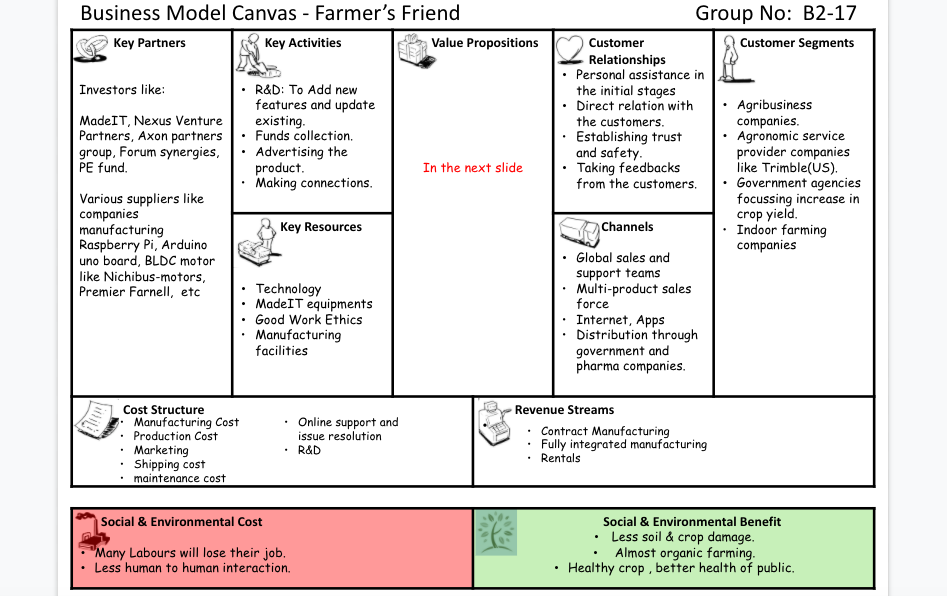 Business Model Canvas - Farmer's Friend
Group No: B2-17
Key Partners
Investors like:
MadeIT, Nexus Venture
Partners, Axon partners
group, Forum synergies,
PE fund.
Various suppliers like
companies
manufacturing
Raspberry Pi, Arduino
uno board, BLDC motor
like Nichibus-motors,
Premier Farnell, etc
Key Activities
• R&D: To Add new
features and update
existing.
• Funds collection.
• Advertising the
product.
• Making connections.
Key Resources
• Technology
• MadeIT equipments
• Good Work Ethics
• Manufacturing
facilities
Value Propositions
In the next slide
Customer
Relationships
• Personal assistance in
the initial stages
• Direct relation with
the customers.
• Establishing trust
and safety.
• Taking feedbacks
from the customers.
Channels
• Global sales and
support teams
• Multi-product sales
force
• Internet, Apps
• Distribution through
government and
pharma companies.
Customer Segments
• Agribusiness
companies.
• Agronomic service
provider companies
like Trimble(US).
• Government agencies
focussing increase in
crop yield.
• Indoor farming
companies
Cost Structure
• Manufacturing Cost
• Production Cost
• Marketing
• Shipping cost
• maintenance cost
• Online support and
issue resolution
• R&D
Revenue Streams
• Contract Manufacturing
• Fully integrated manufacturing
• Rentals
Social & Environmental Cost
• Many Labours will lose their job.
• Less human to human interaction.
Social & Environmental Benefit
• Less soil & crop damage.
• Almost organic farming.
• Healthy crop , better health of public.